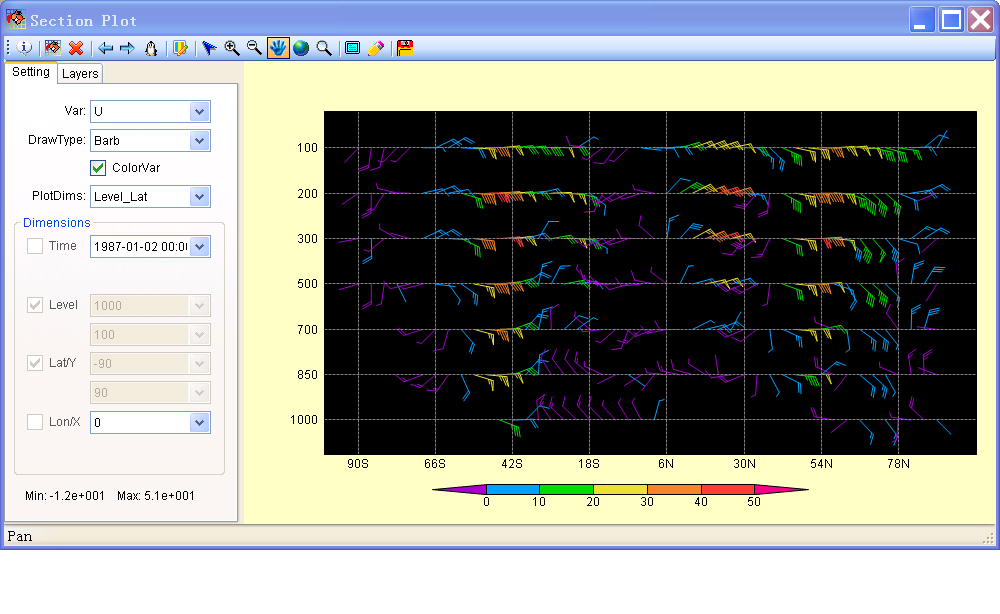 Section Plot
Setting
Layers
Var: U
DrawType: Barb
ColorVar
PlotDims: Level_Lat
Dimensions
Time 1987-01-02 00:0
Level 1000
100
Lat/Y -90
90
Lon/X 0
Min: -1.2e+001 Max: 5.1e+001
100
200
300
500
700
850
1000
90S 66S 42S 18S 6N 30N 54N 78N
0 10 20 30 40 50
Pan